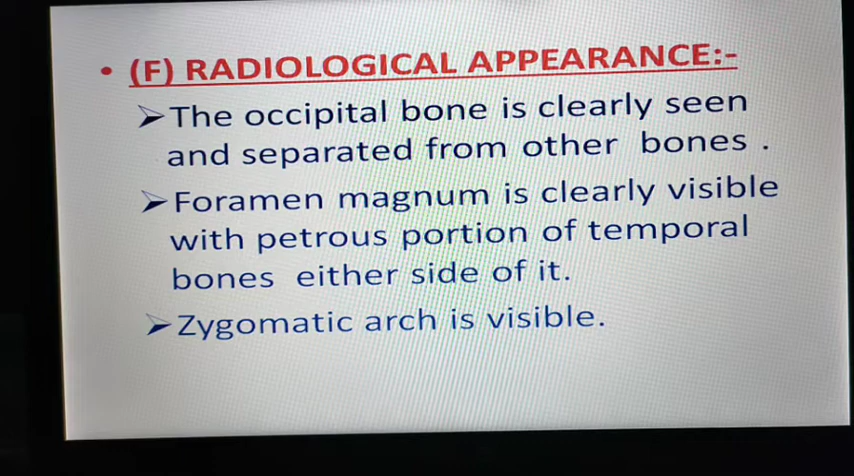 • (F) RADIOLOGICAL APPEARANCE:-
➢The occipital bone is clearly seen
and separated from other bones .
➢Foramen magnum is clearly visible
with petrous portion of temporal
bones either side of it.
➢Zygomatic arch is visible.